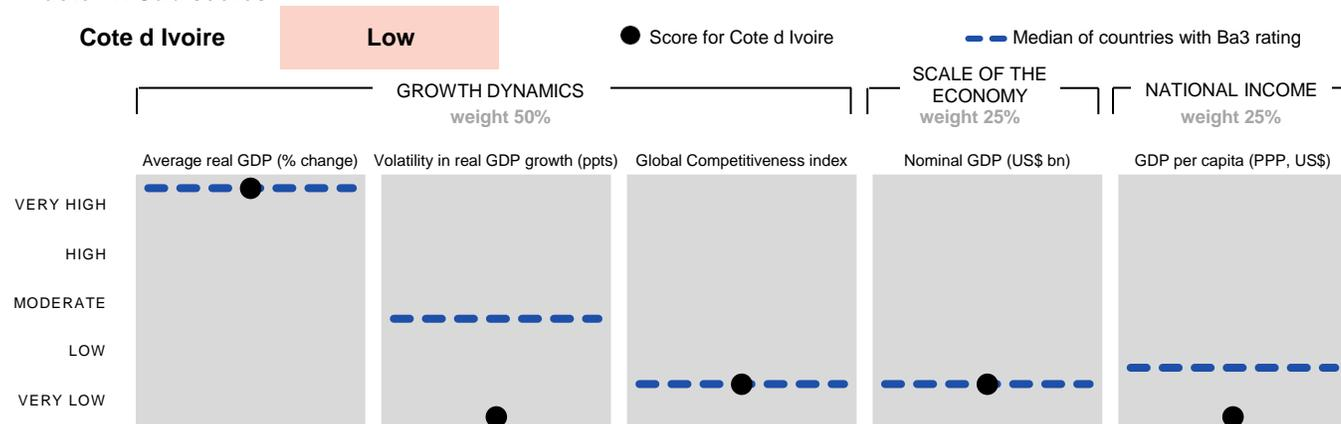 Cote d Ivoire
Low
Score for Cote d Ivoire
Median of countries with Ba3 rating
GROWTH DYNAMICS
weight 50%
SCALE OF THE
ECONOMY
weight 25%
NATIONAL INCOME
weight 25%
Average real GDP (% change)
Volatility in real GDP growth (ppts)
Global Competitiveness index
Nominal GDP (US$ bn)
GDP per capita (PPP, US$)
VERY HIGH
HIGH
MODERATE
LOW
VERY LOW